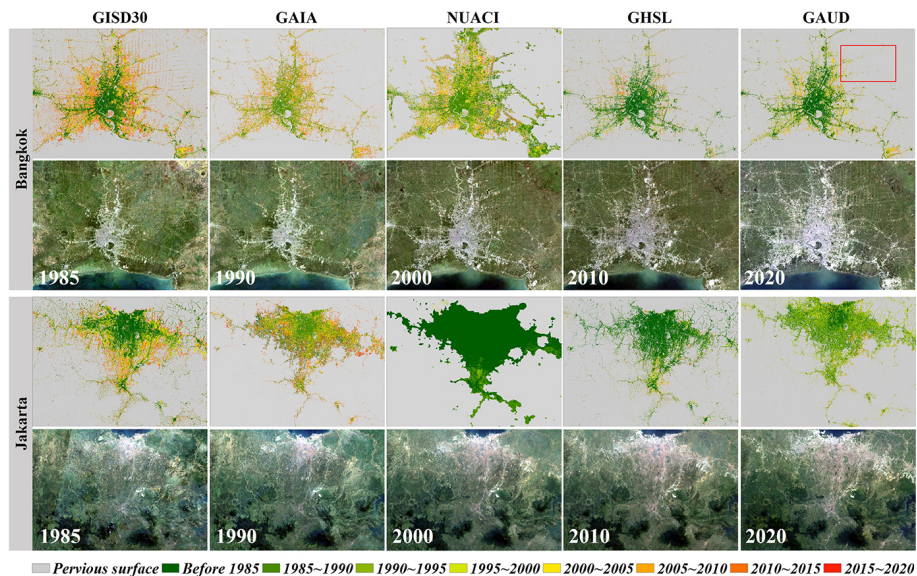 GISD30 GAIA NUACI GHSL GAUD
Bangkok
1985 1990 2000 2010 2020
Jakarta
1985 1990 2000 2010 2020
Pervious surface Before 1985 1985~1990 1990~1995 1995~2000 2000~2005 2005~2010 2010~2015 2015~2020